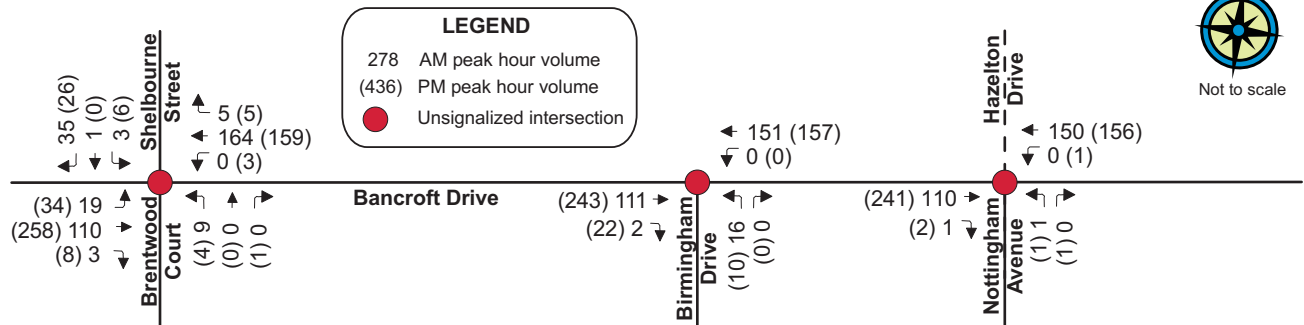 LEGEND
278 AM peak hour volume
(436) PM peak hour volume
Unsignalized intersection
Not to scale
35 (26)
1 (0)
3 (6)
Shelbourne
Street
5 (5)
164 (159)
0 (3)
(34) 19
(258) 110
(8) 3
Brentwood
Court
(4) 9
(0) 0
(1) 0
Bancroft Drive
151 (157)
0 (0)
(243) 111
(22) 2
Birmingham
Drive
(10) 16
(0) 0
Hazelton
Drive
150 (156)
0 (1)
(241) 110
(2) 1
Nottingham
Avenue
(1) 1
(1) 0